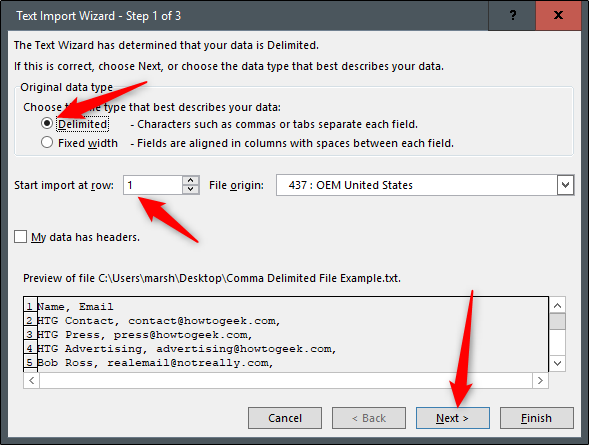 Text Import Wizard - Step 1 of 3 ? X
The Text Wizard has determined that your data is Delimited.
If this is correct, choose Next, or choose the data type that best describes your data.
Original data type
Choose the type that best describes your data:
Delimited - Characters such as commas or tabs separate each field.
Fixed width - Fields are aligned in columns with spaces between each field.
Start import at row: 1 File origin: 437 : OEM United States
My data has headers.
Preview of file C:\Users\marsh\Desktop\Comma Delimited File Example.txt.
1 Name, Email
2 HTG Contact, contact@howtogeek.com,
3 HTG Press, press@howtogeek.com,
4 HTG Advertising, advertising@howtogeek.com,
5 Bob Ross, realemail@notreally.com,
Cancel < Back Next > Finish